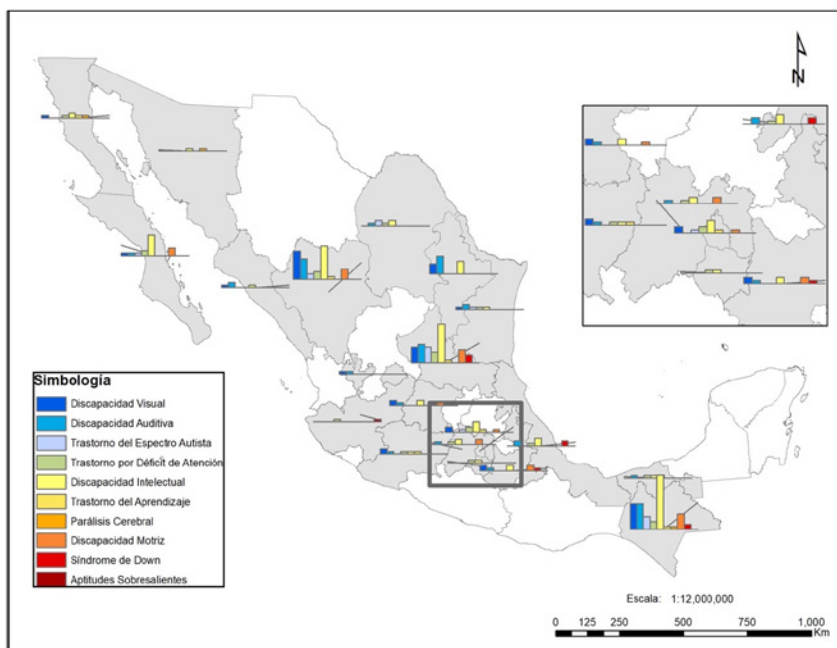 N
Simbología
Discapacidad Visual
Discapacidad Auditiva
Trastorno del Espectro Autista
Trastorno por Déficit de Atención
Discapacidad Intelectual
Trastorno del Aprendizaje
Parálisis Cerebral
Discapacidad Motriz
Síndrome de Down
Aptitudes Sobresalientes
Escala: 1:12,000,000
0 125 250 500 750 1,000
Km